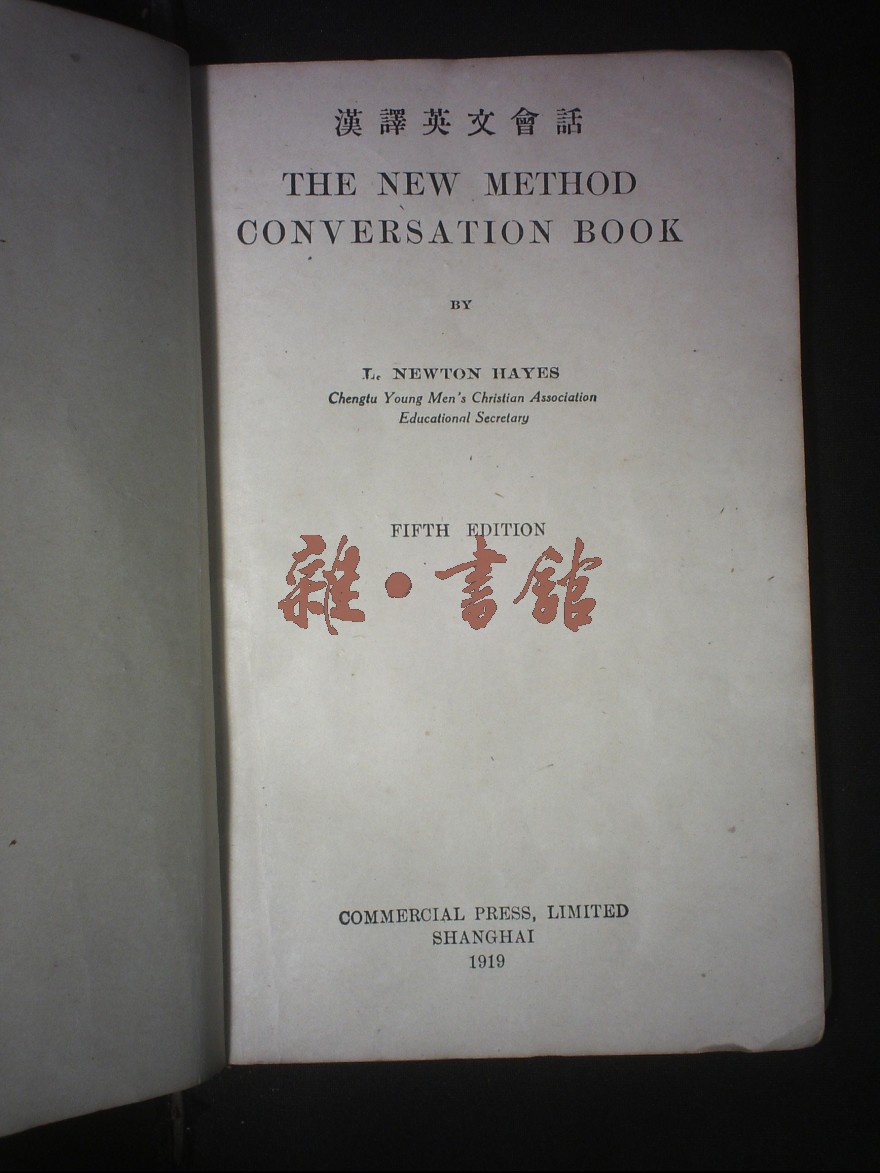 漢譯英文會話
THE NEW METHOD
CONVERSATION BOOK
BY
L. NEWTON HAYES
Chengtu Young Men's Christian Association
Educational Secretary
FIFTH EDITION
雜·書館
COMMERCIAL PRESS, LIMITED
SHANGHAI
1919